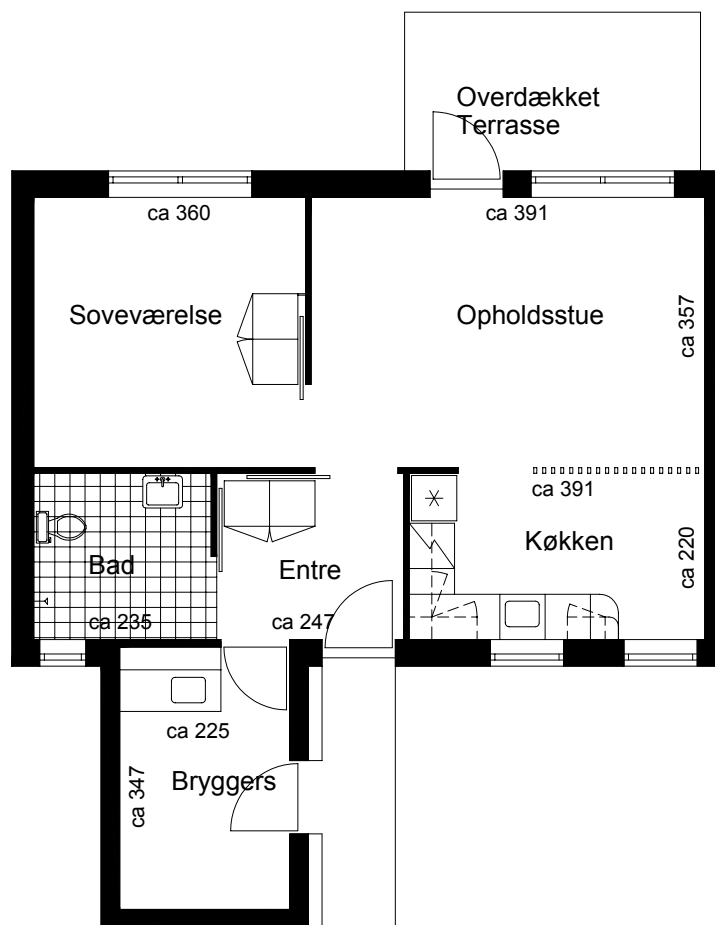 Overdækket
Terrasse
ca 360
ca 391
Soveværelse
Opholdsstue
ca 357
ca 391
Køkken
ca 220
Bad
Entre
ca 235
ca 247
ca 225
Bryggers
ca 347